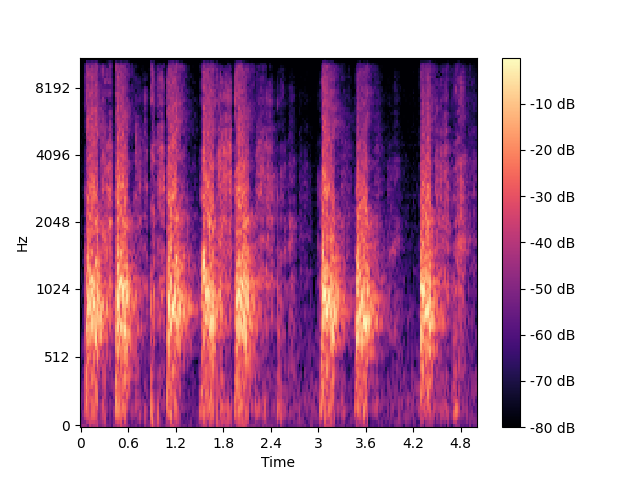 8192
4096
2048
1024
512
0
Hz
0 0.6 1.2 1.8 2.4 3 3.6 4.2 4.8
Time
-10 dB
-20 dB
-30 dB
-40 dB
-50 dB
-60 dB
-70 dB
-80 dB